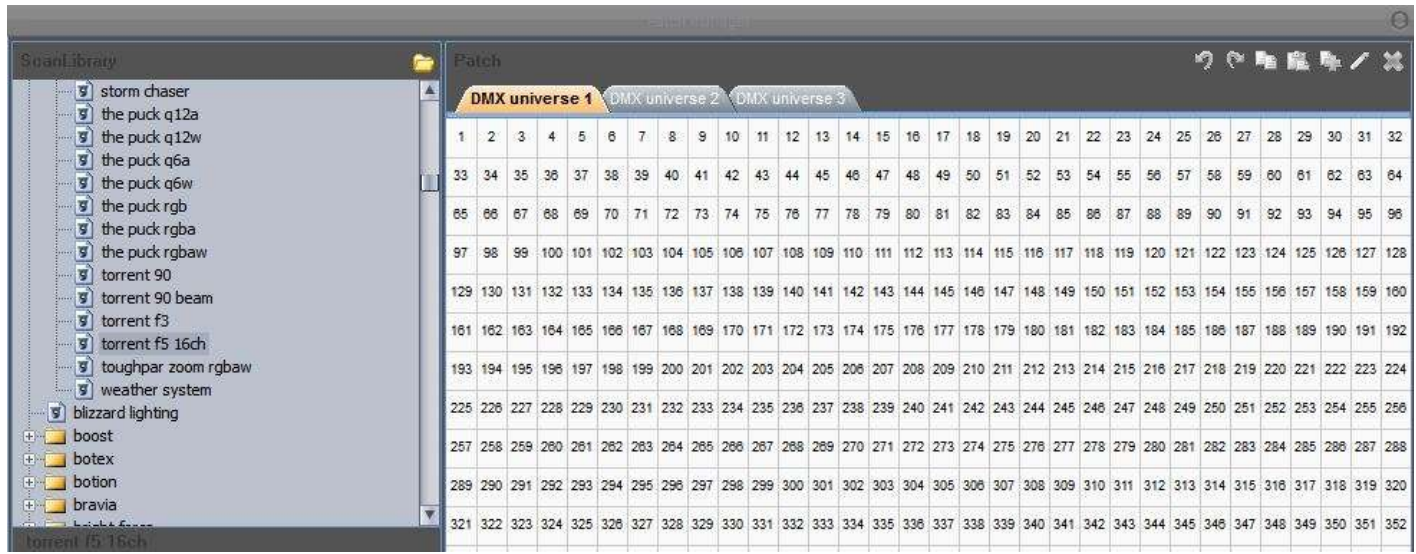 ScanLibrary
storm chaser
the puck q12a
the puck q12w
the puck q6a
the puck q6w
the puck rgb
the puck rgba
the puck rgbaw
torrent 90
torrent 90 beam
torrent f3
torrent f5 16ch
toughpar zoom rgbaw
weather system
blizzard lighting
boost
botex
botion
bravia
torrent f5 16ch
Patch
DMX universe 1 DMX universe 2 DMX universe 3
1 2 3 4 5 6 7 8 9 10 11 12 13 14 15 16 17 18 19 20 21 22 23 24 25 26 27 28 29 30 31 32
33 34 35 36 37 38 39 40 41 42 43 44 45 46 47 48 49 50 51 52 53 54 55 56 57 58 59 60 61 62 63 64
65 66 67 68 69 70 71 72 73 74 75 76 77 78 79 80 81 82 83 84 85 86 87 88 89 90 91 92 93 94 95 96
97 98 99 100 101 102 103 104 105 106 107 108 109 110 111 112 113 114 115 116 117 118 119 120 121 122 123 124 125 126 127 128
129 130 131 132 133 134 135 136 137 138 139 140 141 142 143 144 145 146 147 148 149 150 151 152 153 154 155 156 157 158 159 160
161 162 163 164 165 166 167 168 169 170 171 172 173 174 175 176 177 178 179 180 181 182 183 184 185 186 187 188 189 190 191 192
193 194 195 196 197 198 199 200 201 202 203 204 205 206 207 208 209 210 211 212 213 214 215 216 217 218 219 220 221 222 223 224
225 226 227 228 229 230 231 232 233 234 235 236 237 238 239 240 241 242 243 244 245 246 247 248 249 250 251 252 253 254 255 256
257 258 259 260 261 262 263 264 265 266 267 268 269 270 271 272 273 274 275 276 277 278 279 280 281 282 283 284 285 286 287 288
289 290 291 292 293 294 295 296 297 298 299 300 301 302 303 304 305 306 307 308 309 310 311 312 313 314 315 316 317 318 319 320
321 322 323 324 325 326 327 328 329 330 331 332 333 334 335 336 337 338 339 340 341 342 343 344 345 346 347 348 349 350 351 352